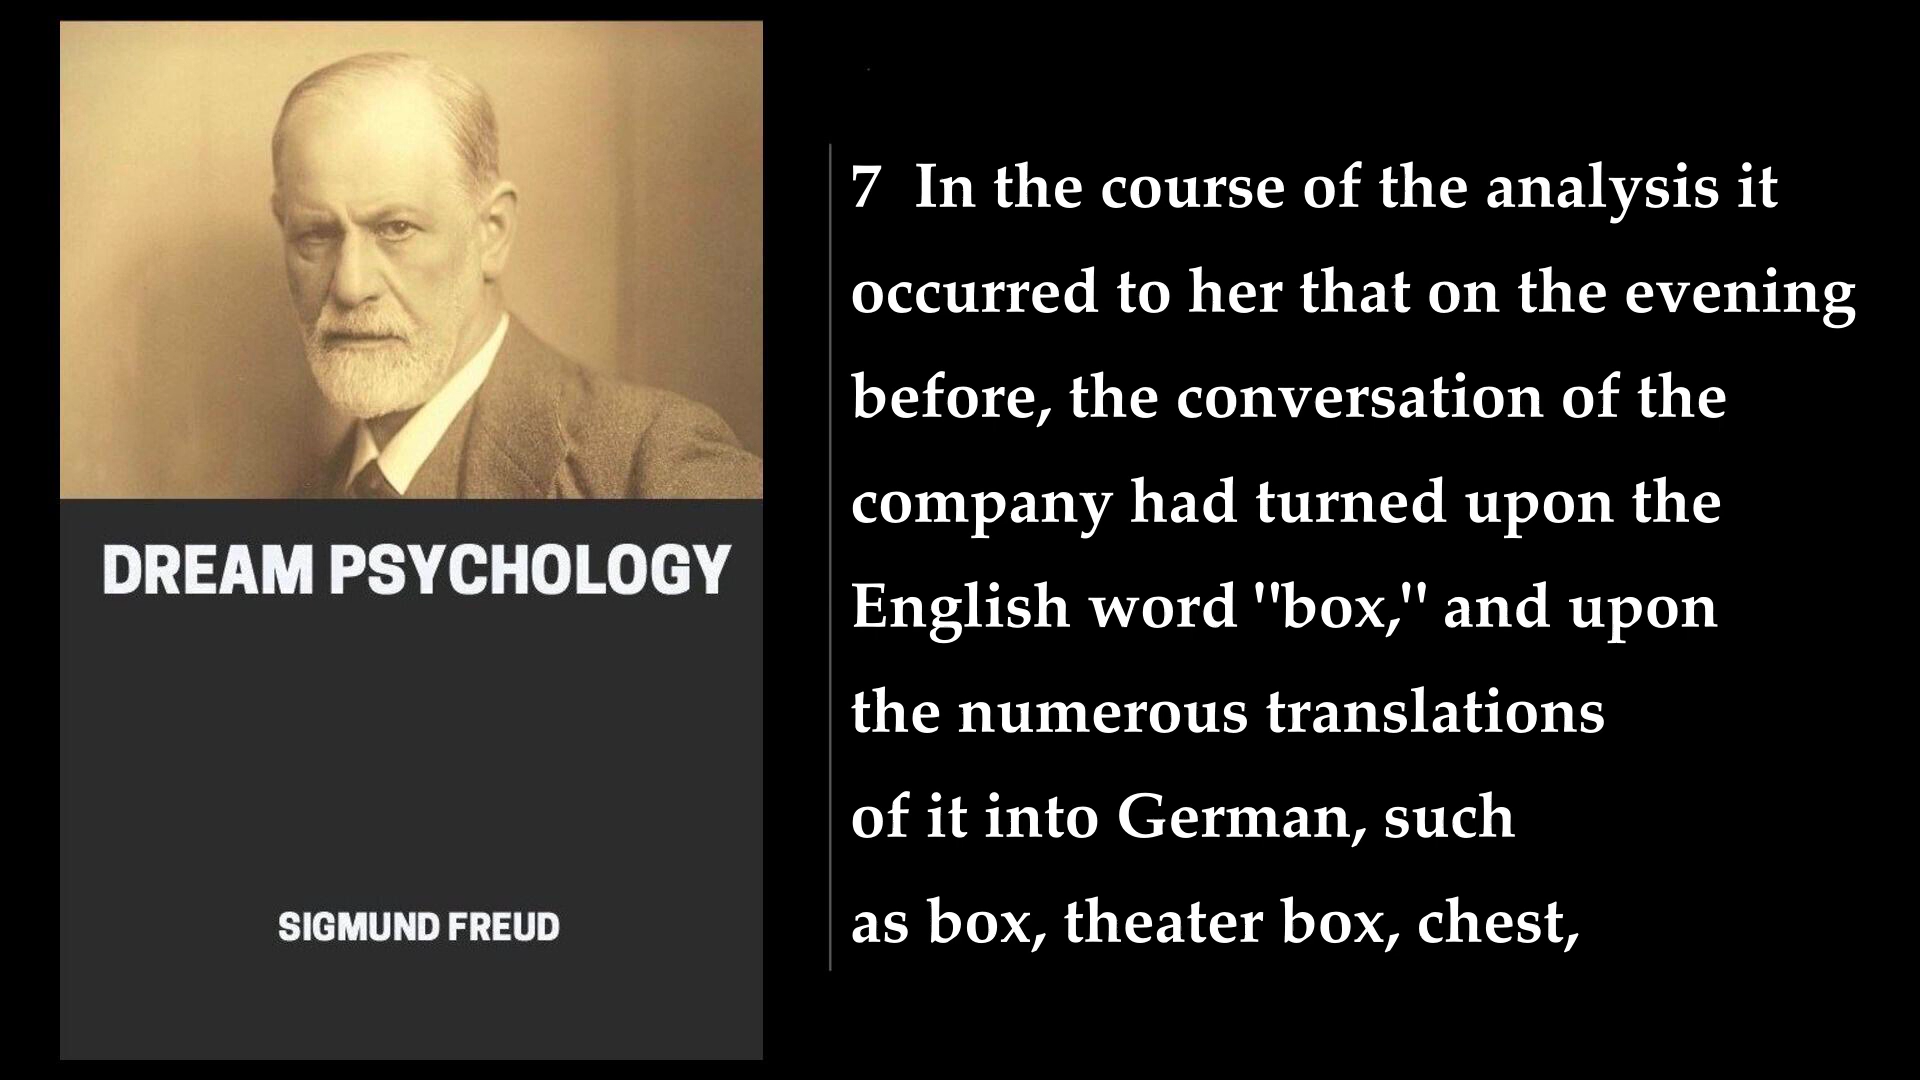 DREAM PSYCHOLOGY
SIGMUND FREUD
7 In the course of the analysis it
occurred to her that on the evening
before, the conversation of the
company had turned upon the
English word "box," and upon
the numerous translations
of it into German, such
as box, theater box, chest,